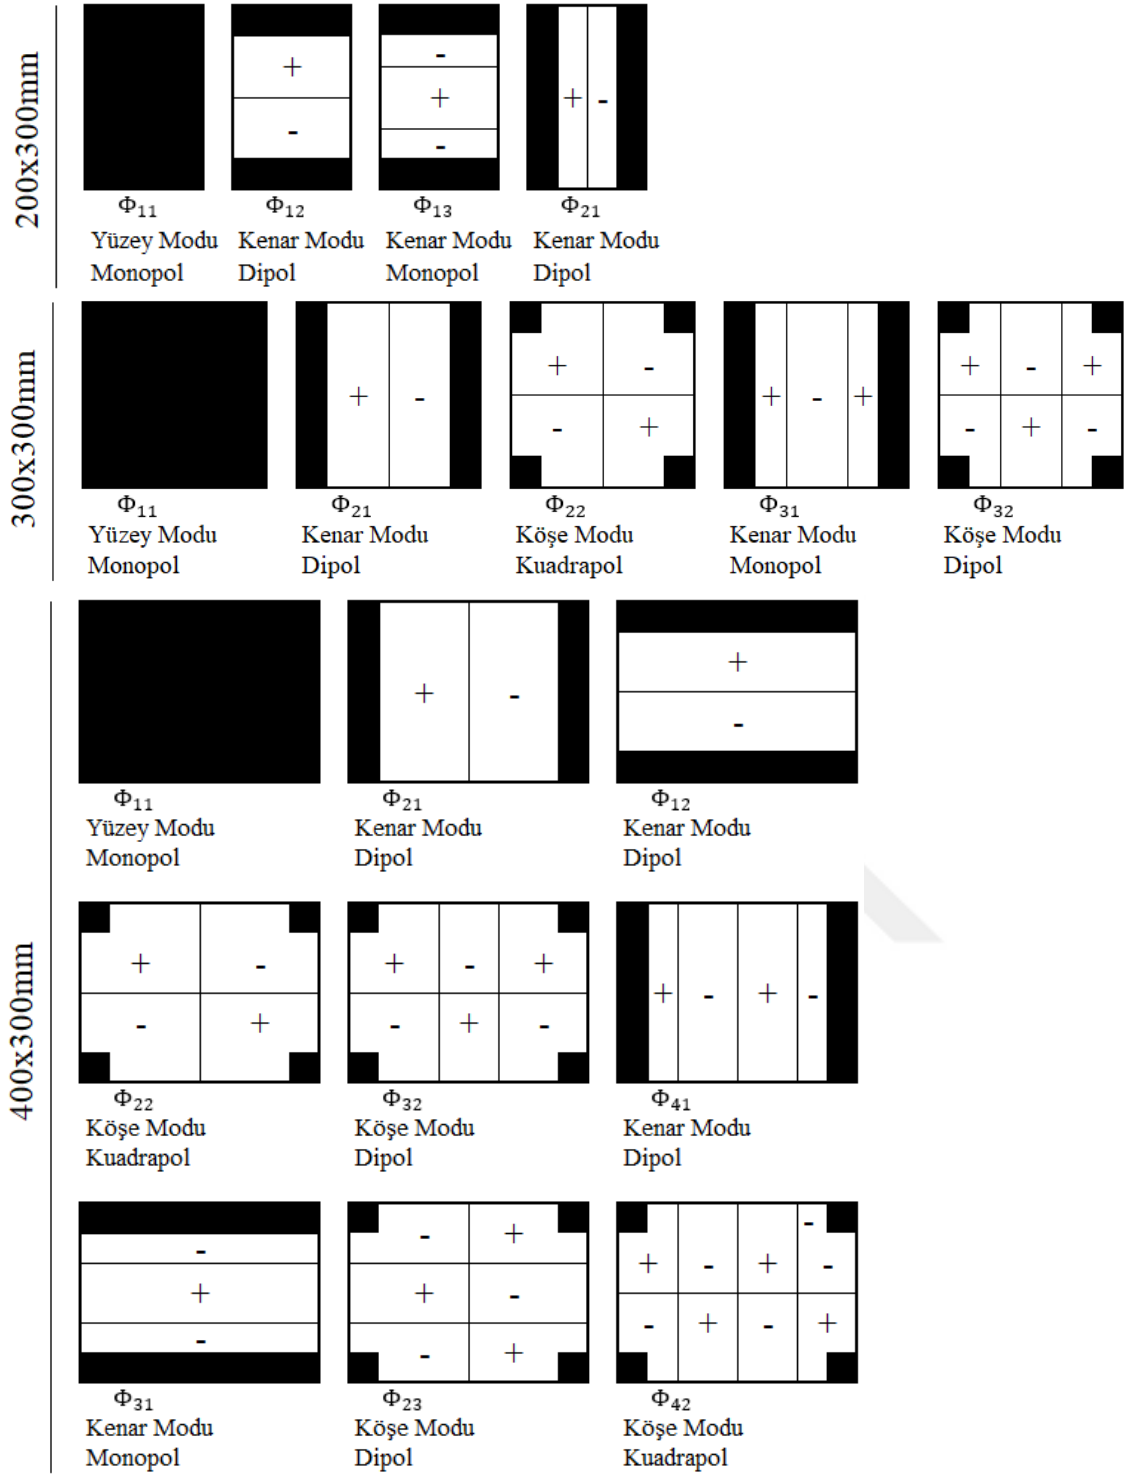 200x300mm
+ - + - + -
- -
Φ11 Φ12 Φ13 Φ21
Yüzey Modu Kenar Modu Kenar Modu Kenar Modu
Monopol Dipol Monopol Dipol
300x300mm
+ - + - + +
+ - + - +
- + - + -
Φ11 Φ21 Φ22 Φ31 Φ32
Yüzey Modu Kenar Modu Köşe Modu Kenar Modu Köşe Modu
Monopol Dipol Kuadrapol Monopol Dipol
400x300mm
+
+ -
-
Φ11 Φ21 Φ12
Yüzey Modu Kenar Modu Kenar Modu
Monopol Dipol Dipol
+ - + - +
+ - + -
- + - + -
Φ22 Φ32 Φ41
Köşe Modu Köşe Modu Kenar Modu
Kuadrapol Dipol Dipol
-
- - +
+ - + -
+ + -
- + - +
- - +
Φ31 Φ23 Φ42
Kenar Modu Köşe Modu Köşe Modu
Monopol Dipol Kuadrapol